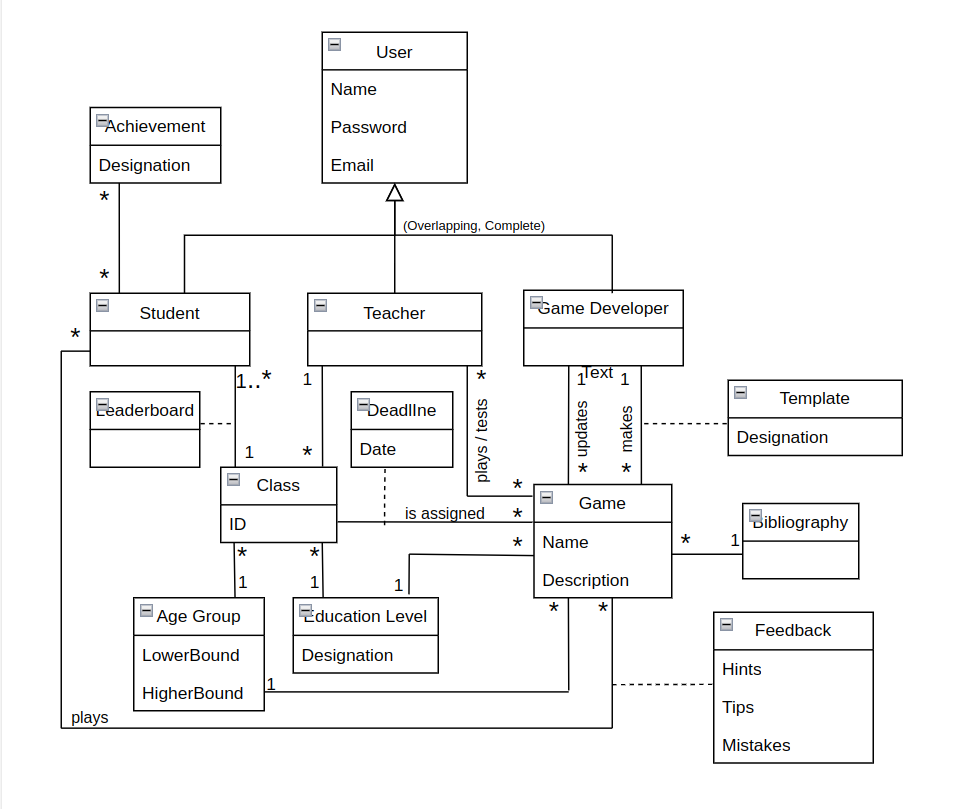 User
Name
Password
Email
Achievement
Designation
*
(Overlapping, Complete)
*
Student
Teacher
Game Developer
*
1..*
1
*
1
Text
1
Leaderboard
DeadlIne
Date
plays / tests
updates
makes
Template
Designation
1
*
*
*
Class
ID
*
is assigned
*
*
Game
Name
Description
*
1
Bibliography
*
*
1
1
1
Age Group
LowerBound
HigherBound
Education Level
Designation
*
*
1
plays
Feedback
Hints
Tips
Mistakes